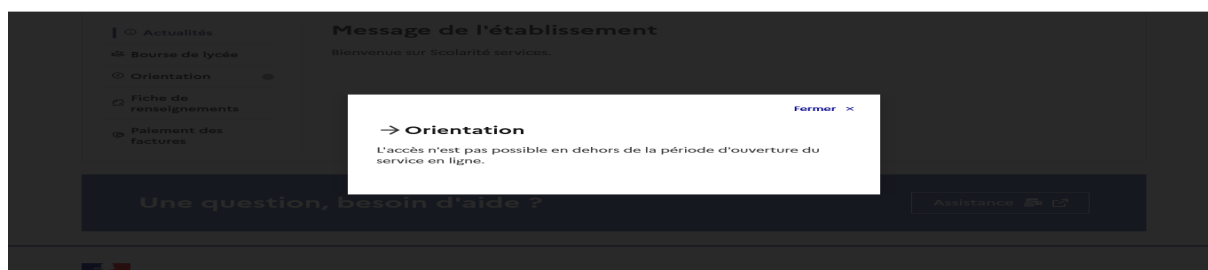 Actualités
Bourse de lycée
Orientation
Fiche de
renseignements
Paiement des
factures
Message de l'établissement
Bienvenue sur Scolarité services.
Fermer ×
→ Orientation
L'accès n'est pas possible en dehors de la période d'ouverture du
service en ligne.
Une question, besoin d'aide ?
Assistance